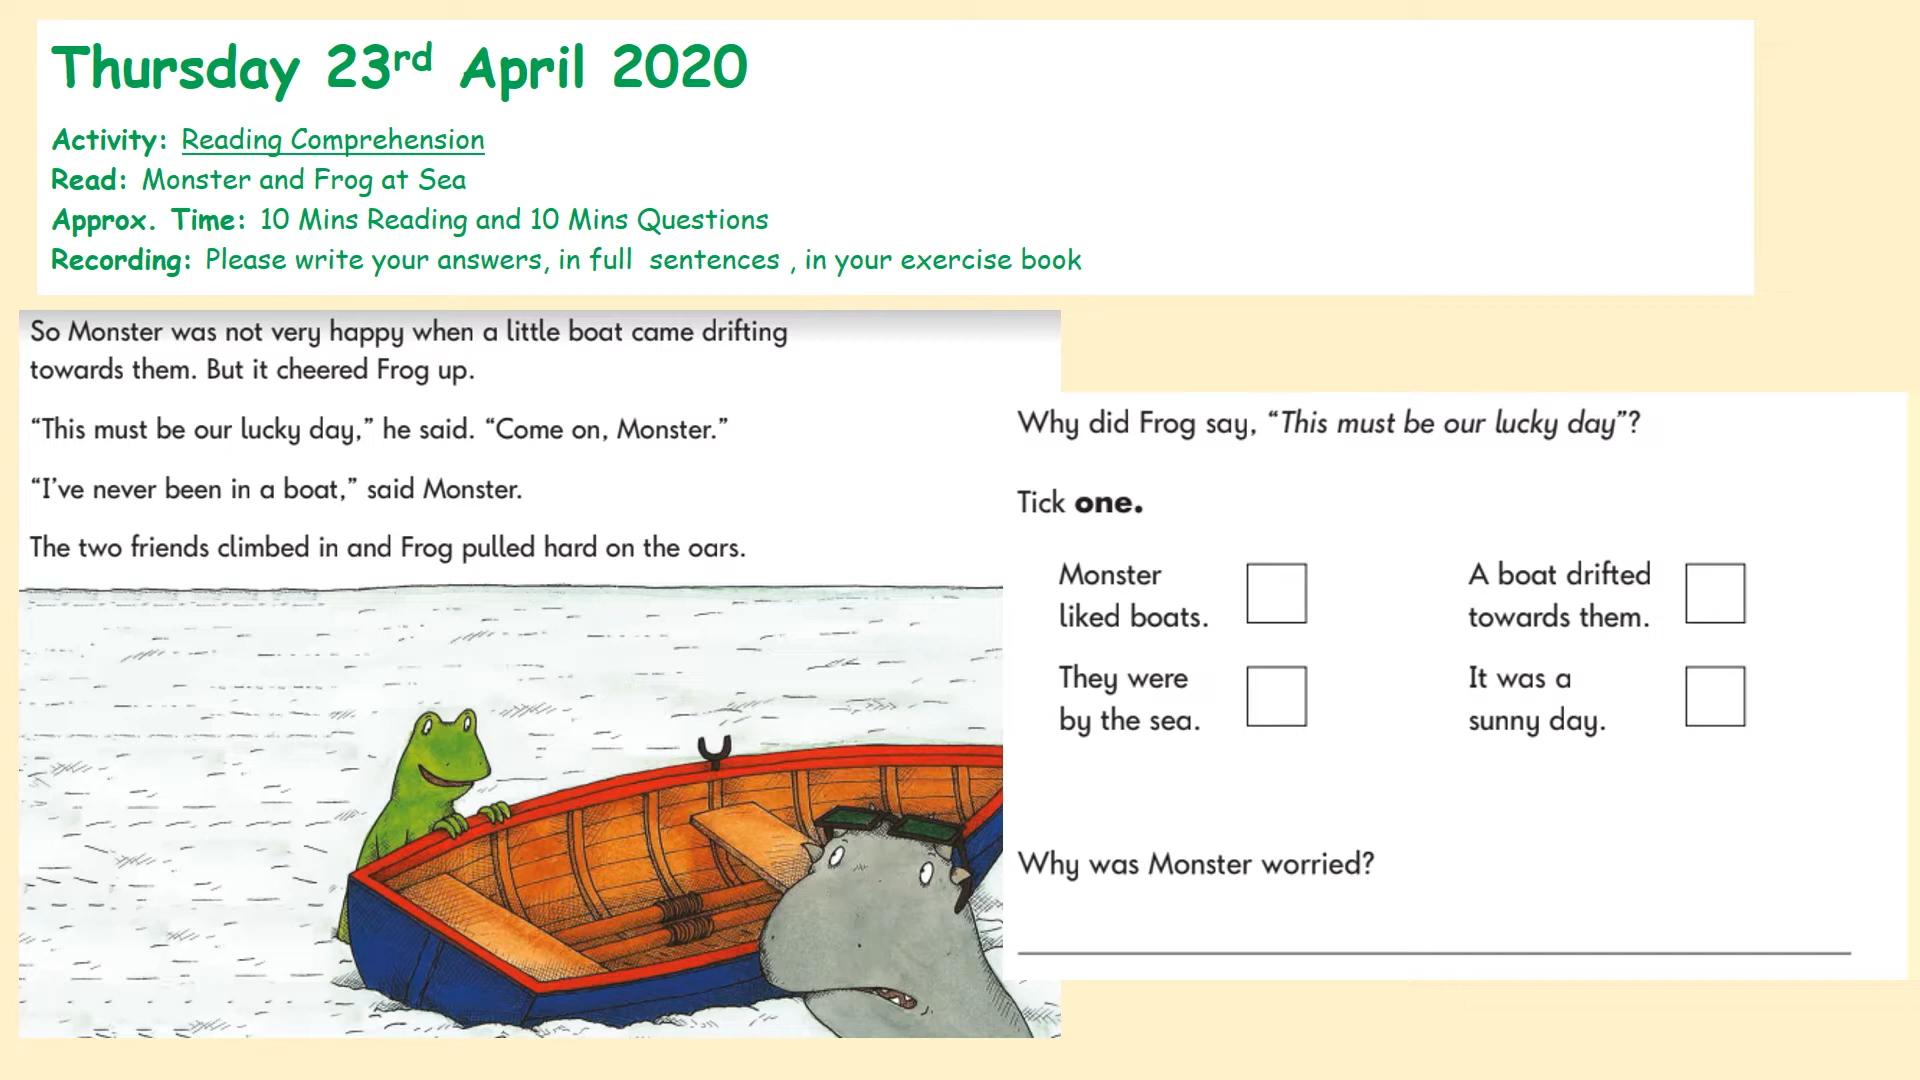 Thursday 23rd April 2020
Activity: Reading Comprehension
Read: Monster and Frog at Sea
Approx. Time: 10 Mins Reading and 10 Mins Questions
Recording: Please write your answers, in full sentences , in your exercise book
So Monster was not very happy when a little boat came drifting
towards them. But it cheered Frog up.
“This must be our lucky day,” he said. “Come on, Monster.”
“I’ve never been in a boat,” said Monster.
The two friends climbed in and Frog pulled hard on the oars.
Why did Frog say, “This must be our lucky day”?
Tick one.
Monster
liked boats.
A boat drifted
towards them.
They were
by the sea.
It was a
sunny day.
Why was Monster worried?